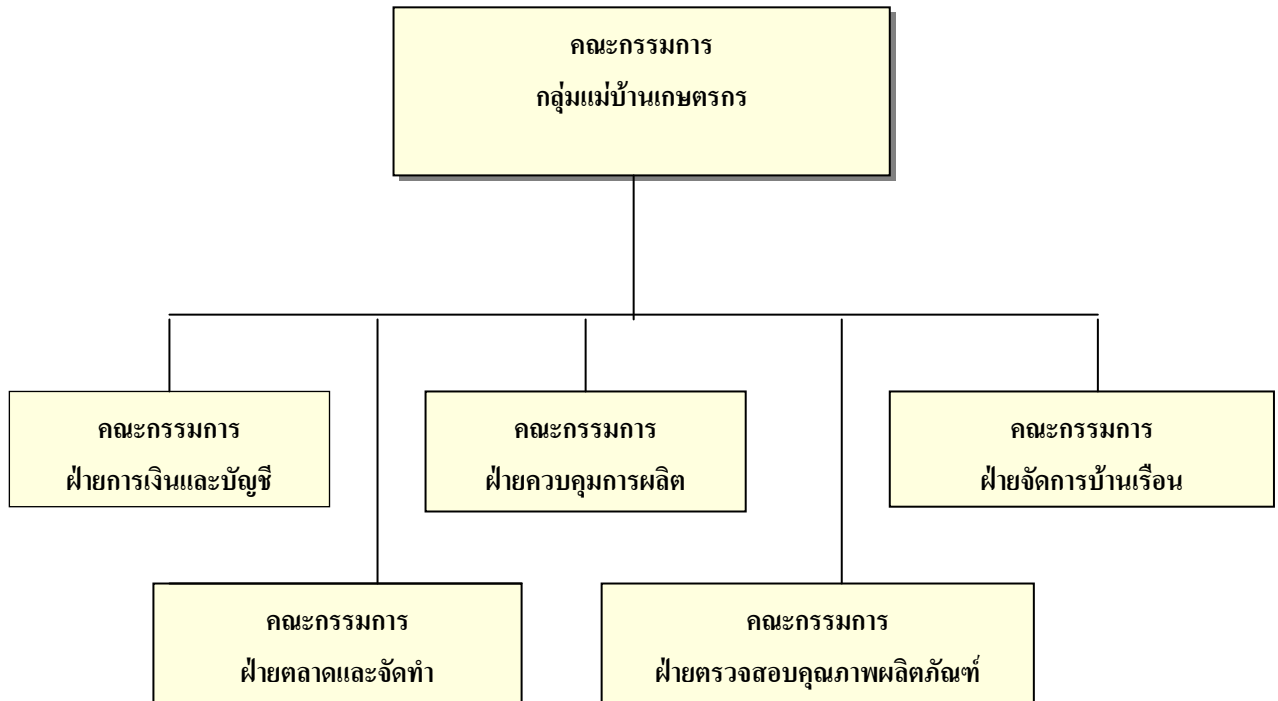 คณะกรรมการ
กลุ่มแม่บ้านเกษตรกร
คณะกรรมการ
ฝ่ายการเงินและบัญชี
คณะกรรมการ
ฝ่ายควบคุมการผลิต
คณะกรรมการ
ฝ่ายจัดการบ้านเรือน
คณะกรรมการ
ฝ่ายตลาดและจัดทำ
คณะกรรมการ
ฝ่ายตรวจสอบคุณภาพผลิตภัณฑ์